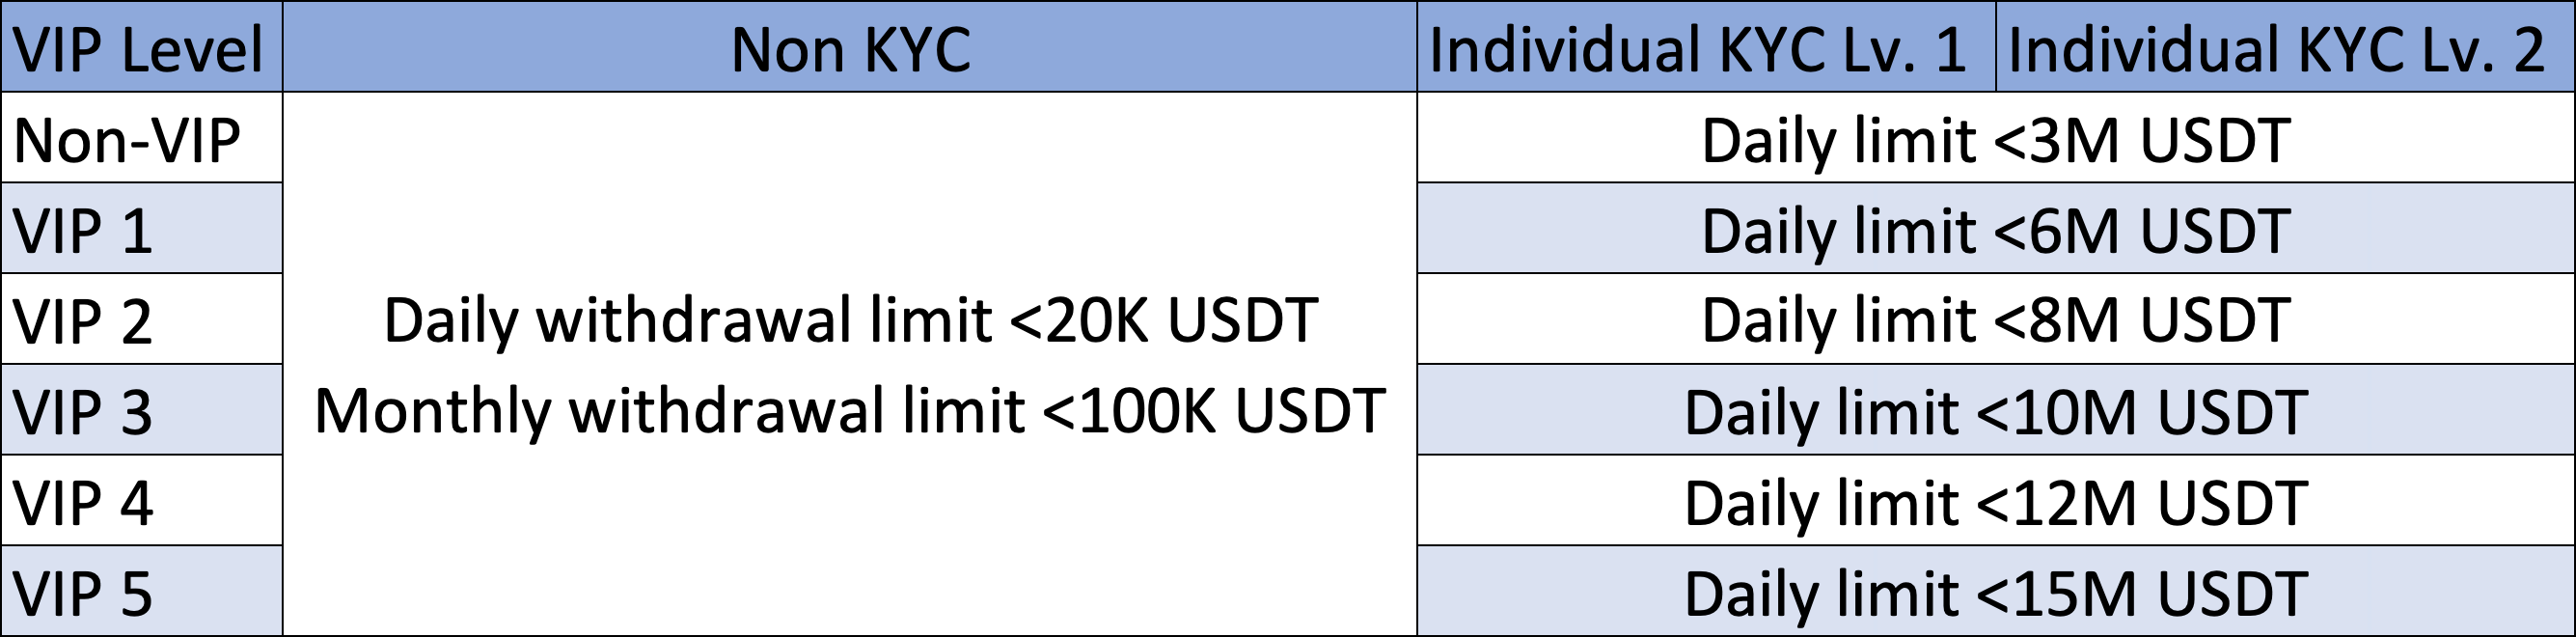 VIP Level Non KYC Individual KYC Lv. 1 Individual KYC Lv. 2
Non-VIP Daily limit <3M USDT
VIP 1 Daily limit <6M USDT
VIP 2 Daily withdrawal limit <20K USDT Daily limit <8M USDT
VIP 3 Monthly withdrawal limit <100K USDT Daily limit <10M USDT
VIP 4 Daily limit <12M USDT
VIP 5 Daily limit <15M USDT